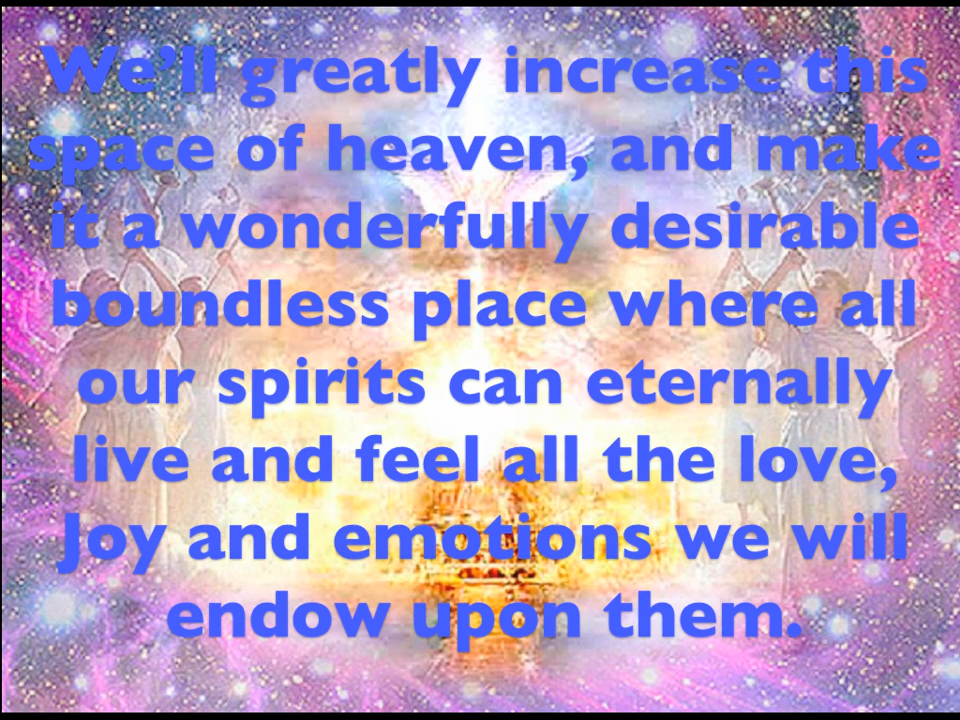 We’ll greatly increase this
space of heaven, and make
it a wonderfully desirable
boundless place where all
our spirits can eternally
live and feel all the love,
Joy and emotions we will
endow upon them.